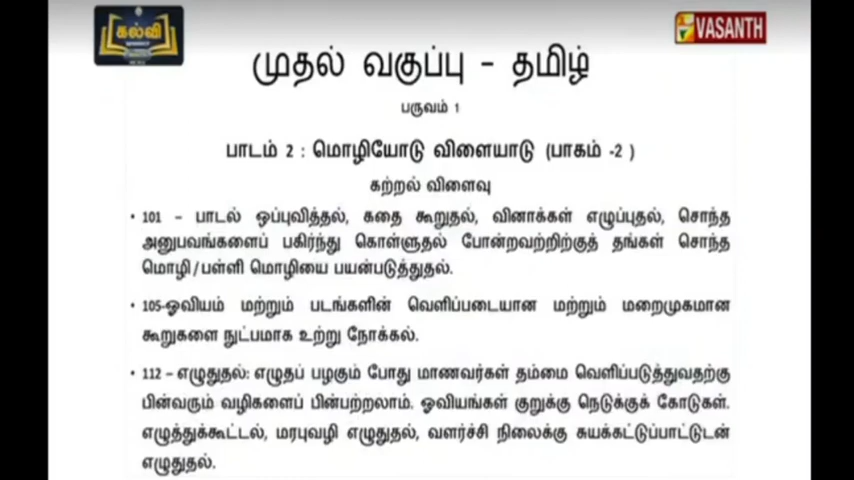 கல்வி
VASANTH
முதல் வகுப்பு - தமிழ்
பருவம் 1
பாடம் 2 : மொழியோடு விளையாடு (பாகம் -2 )
கற்றல் விளைவு
• 101 – பாடல் ஒப்புவித்தல், கதை கூறுதல், வினாக்கள் எழுப்புதல், சொந்த
அனுபவங்களைப் பகிர்ந்து கொள்ளுதல் போன்றவற்றிற்குத் தங்கள் சொந்த
மொழி/பள்ளி மொழியை பயன்படுத்துதல்.
• 105-ஓவியம் மற்றும் படங்களின் வெளிப்படையான மற்றும் மறைமுகமான
கூறுகளை நுட்பமாக உற்று நோக்கல்.
• 112 – எழுதுதல்: எழுதப் பழகும் போது மாணவர்கள் தம்மை வெளிப்படுத்துவதற்கு
பின்வரும் வழிகளைப் பின்பற்றலாம். ஓவியங்கள் குறுக்கு நெடுக்குக் கோடுகள்.
எழுத்துக்கூட்டல், மரபுவழி எழுதுதல், வளர்ச்சி நிலைக்கு சுயக்கட்டுப்பாட்டுடன்
எழுதுதல்.